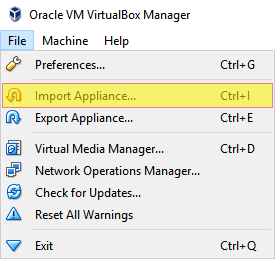 Oracle VM VirtualBox Manager
File Machine Help
Preferences... Ctrl+G
Import Appliance... Ctrl+I
Export Appliance... Ctrl+E
Virtual Media Manager... Ctrl+D
Network Operations Manager...
Check for Updates...
Reset All Warnings
Exit Ctrl+Q